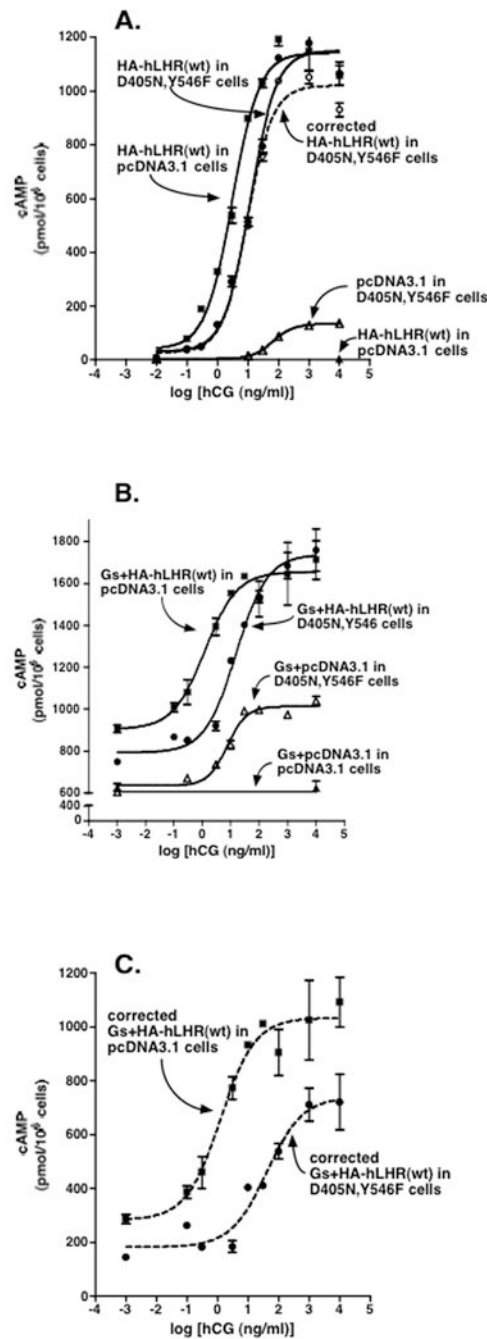 A.
1200
1000
800
600
400
200
0
cAMP
(pmol/10⁶ cells)
HA-hLHR(wt) in
D405N,Y546F cells
HA-hLHR(wt) in
pcDNA3.1 cells
corrected
HA-hLHR(wt) in
D405N,Y546F cells
pcDNA3.1 in
D405N,Y546F cells
HA-hLHR(wt) in
pcDNA3.1 cells
-4 -3 -2 -1 0 1 2 3 4 5
log [hCG (ng/ml)]
B.
1800
1600
1400
1200
1000
800
600
400
0
cAMP
(pmol/10⁶ cells)
Gs+HA-hLHR(wt) in
pcDNA3.1 cells
Gs+HA-hLHR(wt) in
D405N,Y546 cells
Gs+pcDNA3.1 in
D405N,Y546F cells
Gs+pcDNA3.1 in
pcDNA3.1 cells
-4 -3 -2 -1 0 1 2 3 4 5
log [hCG (ng/ml)]
C.
1200
1000
800
600
400
200
0
cAMP
(pmol/10⁶ cells)
corrected
Gs+HA-hLHR(wt) in
pcDNA3.1 cells
corrected
Gs+HA-hLHR(wt) in
D405N,Y546F cells
-4 -3 -2 -1 0 1 2 3 4 5
log [hCG (ng/ml)]